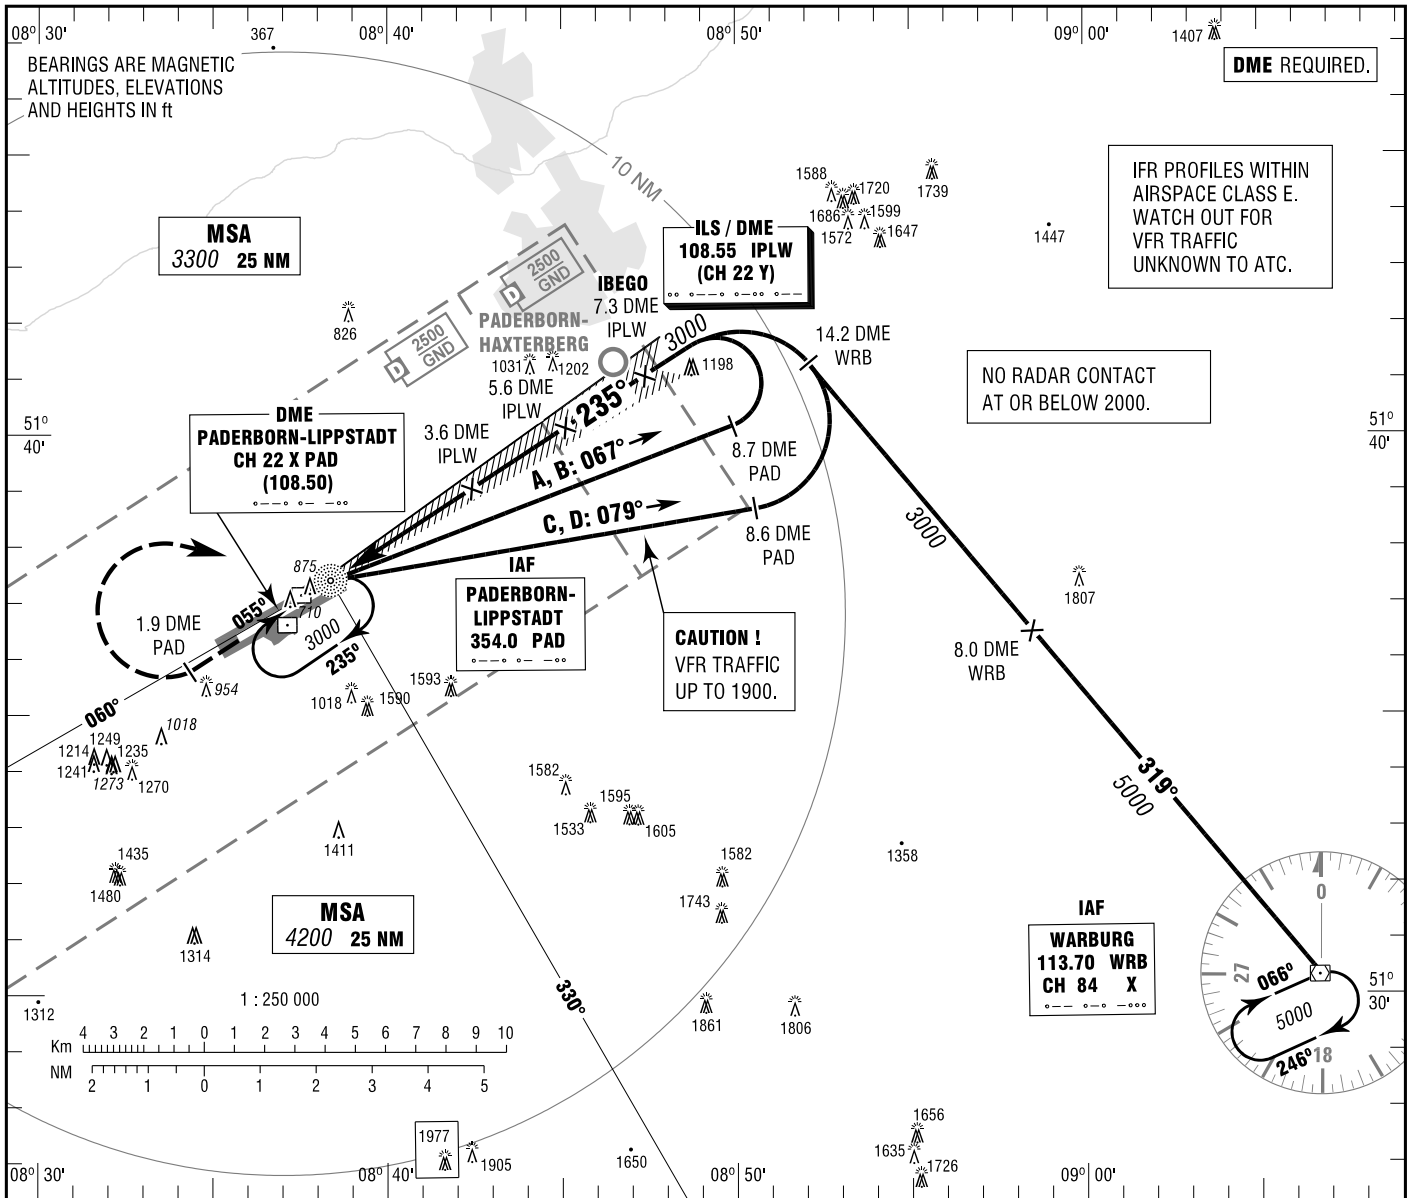 08° 30'
08° 40'
08° 50'
09° 00'
367
1407
BEARINGS ARE MAGNETIC
ALTITUDES, ELEVATIONS
AND HEIGHTS IN ft
DME REQUIRED.
10 NM
1588
1720
1739
1686
1599
1572
1647
1447
IFR PROFILES WITHIN
AIRSPACE CLASS E.
WATCH OUT FOR
VFR TRAFFIC
UNKNOWN TO ATC.
MSA
3300 25 NM
ILS / DME
108.55 IPLW
(CH 22 Y)
2500
GND
D
IBEGO
7.3 DME
IPLW
826
2500
GND
D
PADERBORN-
HAXTERBERG
3000
14.2 DME
WRB
1031
1202
1198
5.6 DME
IPLW
235°
NO RADAR CONTACT
AT OR BELOW 2000.
DME
PADERBORN-LIPPSTADT
CH 22 X PAD
(108.50)
3.6 DME
IPLW
51°
40'
51°
40'
A, B: 067°
8.7 DME
PAD
C, D: 079°
8.6 DME
PAD
3000
875
IAF
PADERBORN-
LIPPSTADT
354.0 PAD
1807
055°
710
1.9 DME
PAD
3000
235°
CAUTION !
VFR TRAFFIC
UP TO 1900.
8.0 DME
WRB
954
1018
1590
1593
060°
1018
1214
1249
1235
1241
1273
1270
319°
5000
1582
1533
1595
1605
1411
1358
1435
1480
1582
1743
MSA
4200 25 NM
IAF
WARBURG
113.70 WRB
CH 84 X
0
27
18
066°
5000
246°
51°
30'
1314
1312
1 : 250 000
330°
1861
1806
Km
4 3 2 1 0 1 2 3 4 5 6 7 8 9 10
NM
2 1 0 1 2 3 4 5
1977
1905
1650
1656
1635
1726
08° 30'
08° 40'
08° 50'
09° 00'